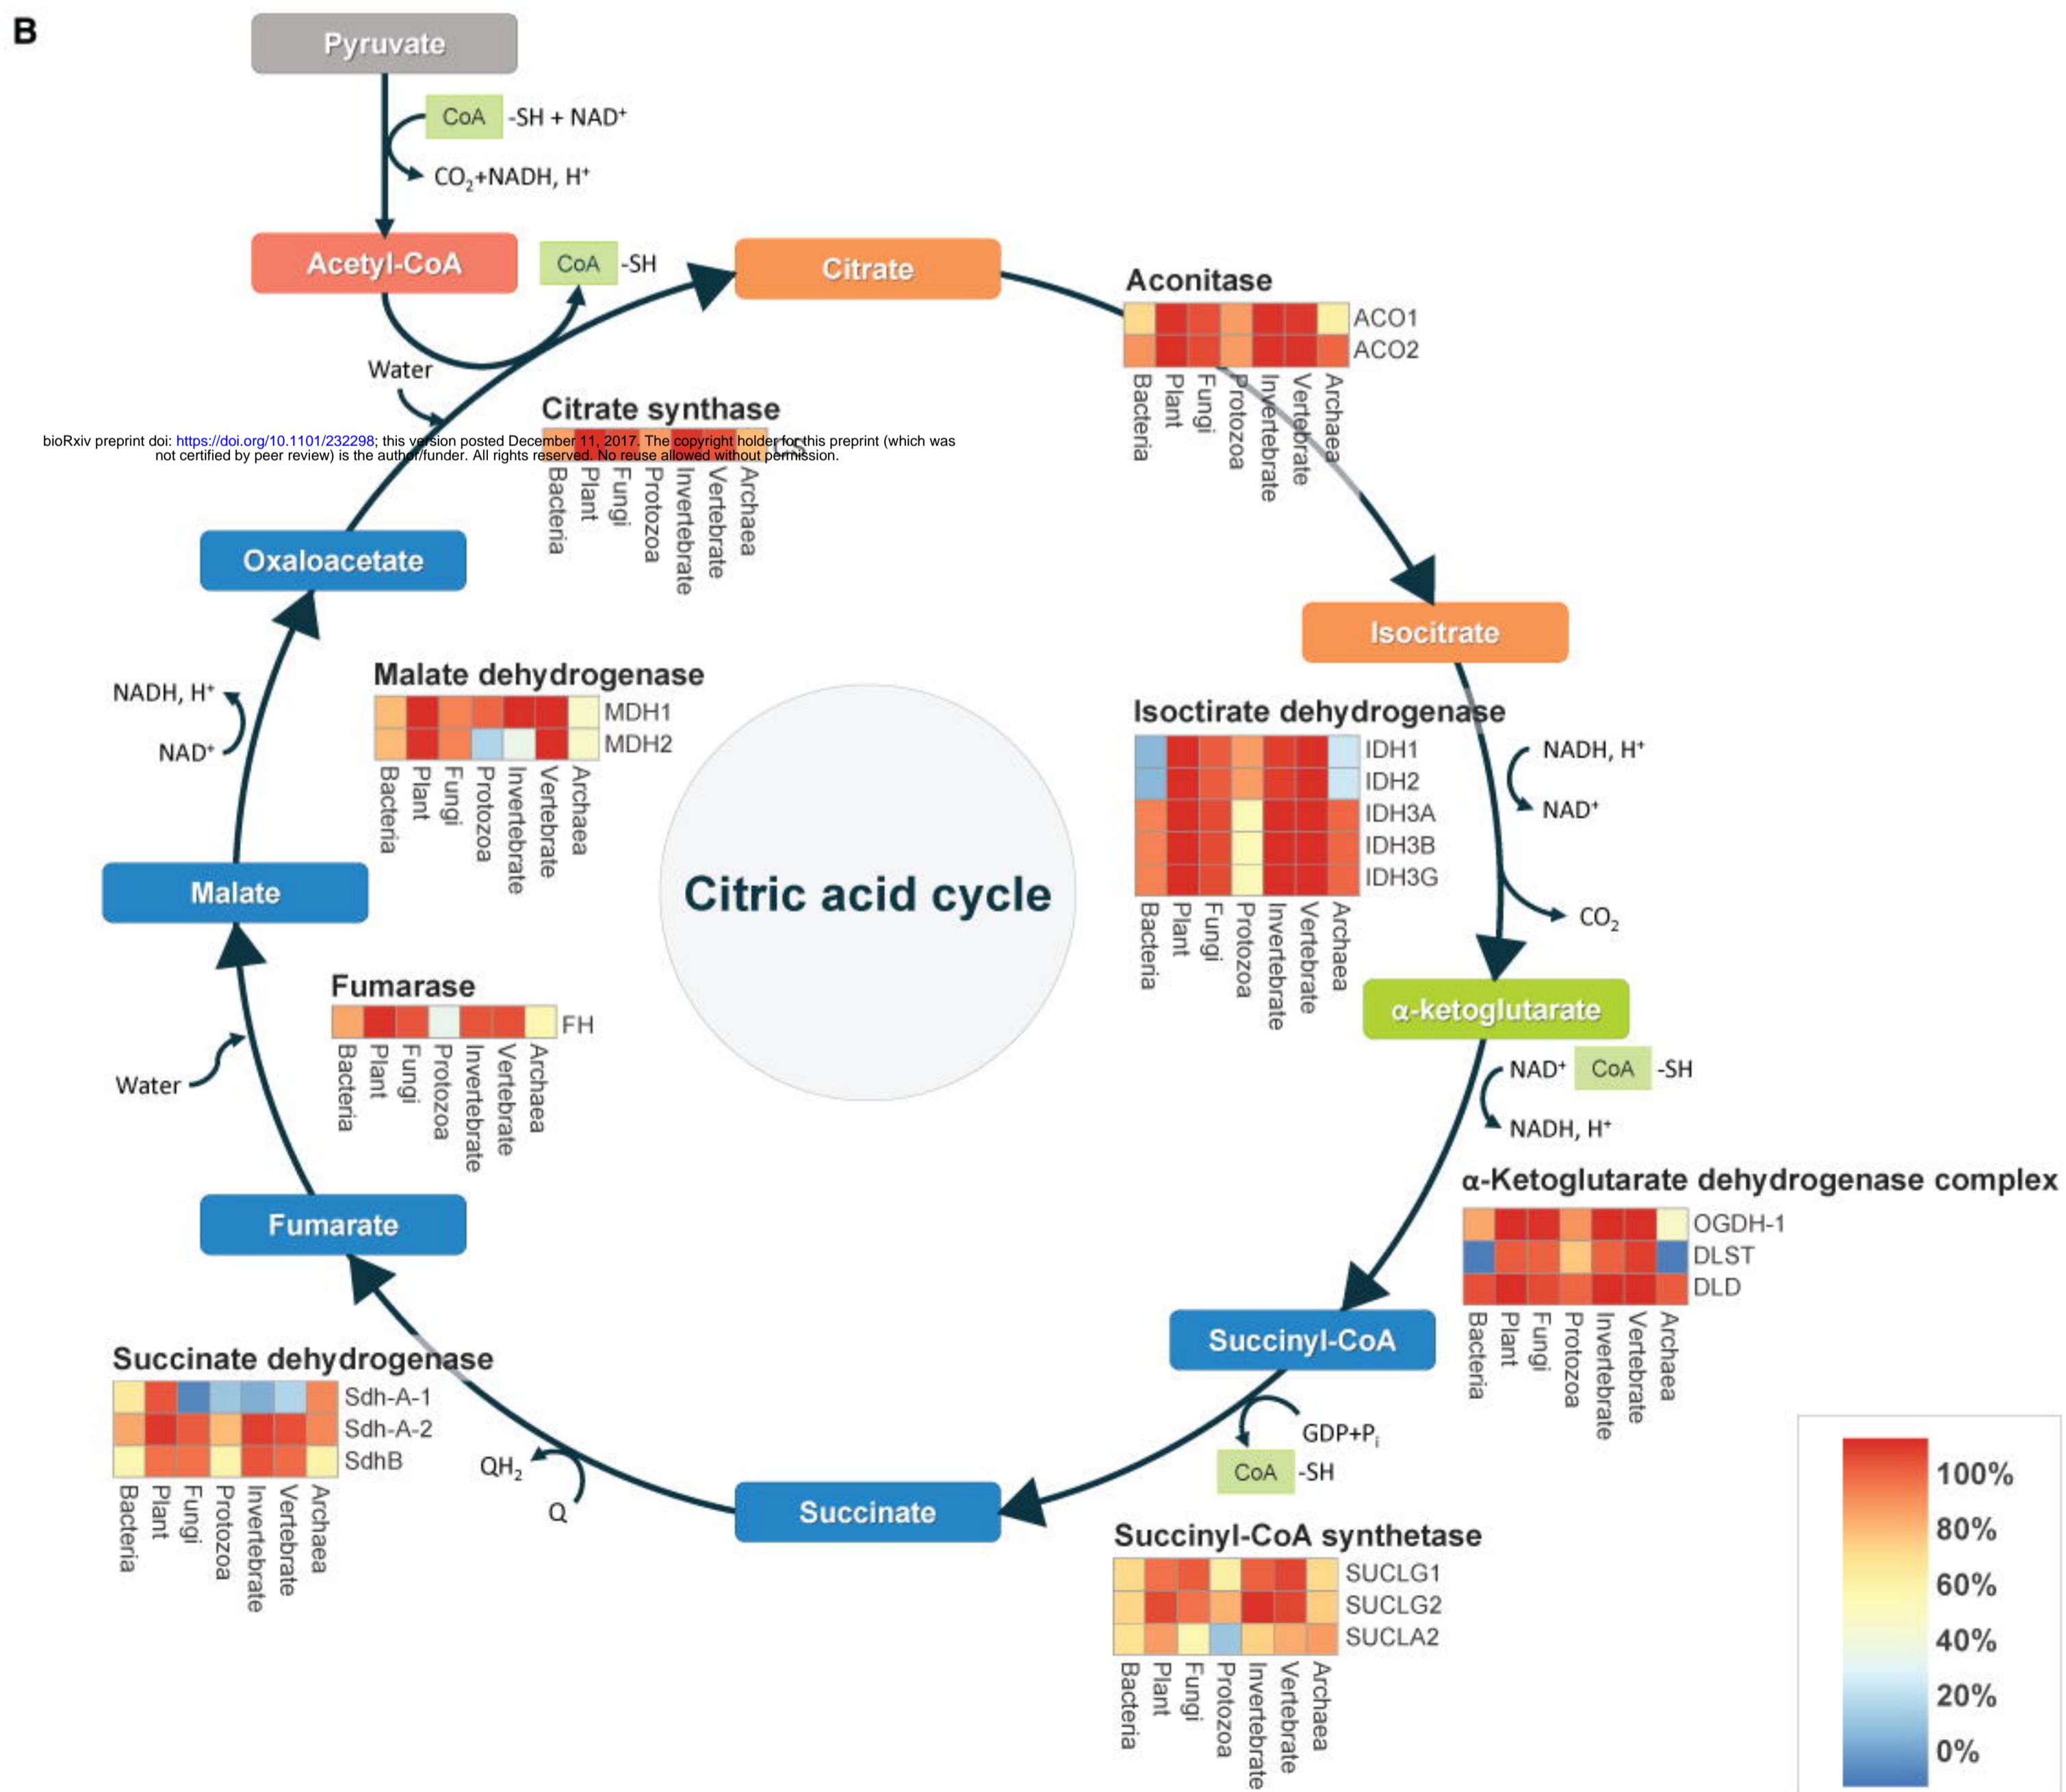 B
Pyruvate
CoA -SH + NAD⁺
CO₂+NADH, H⁺
Acetyl-CoA
CoA -SH
Citrate
Aconitase
ACO1
ACO2
Bacteria
Plant
Fungi
Protozoa
Invertebrate
Vertebrate
Archaea
Water
Citrate synthase
bioRxiv preprint doi: https://doi.org/10.1101/232298; this version posted December 11, 2017. The copyright holder for this preprint (which was
not certified by peer review) is the author/funder. All rights reserved. No reuse allowed without permission.
CS
Bacteria
Plant
Fungi
Protozoa
Invertebrate
Vertebrate
Archaea
Oxaloacetate
Isocitrate
Malate dehydrogenase
MDH1
MDH2
Bacteria
Plant
Fungi
Protozoa
Invertebrate
Vertebrate
Archaea
NADH, H⁺
NAD⁺
Isoctirate dehydrogenase
IDH1
IDH2
IDH3A
IDH3B
IDH3G
Bacteria
Plant
Fungi
Protozoa
Invertebrate
Vertebrate
Archaea
NADH, H⁺
NAD⁺
CO₂
Citric acid cycle
Malate
Fumarase
FH
Bacteria
Plant
Fungi
Protozoa
Invertebrate
Vertebrate
Archaea
Water
α-ketoglutarate
NAD⁺ CoA -SH
NADH, H⁺
α-Ketoglutarate dehydrogenase complex
OGDH-1
DLST
DLD
Bacteria
Plant
Fungi
Protozoa
Invertebrate
Vertebrate
Archaea
Fumarate
Succinyl-CoA
GDP+Pᵢ
CoA -SH
Succinate dehydrogenase
Sdh-A-1
Sdh-A-2
SdhB
Bacteria
Plant
Fungi
Protozoa
Invertebrate
Vertebrate
Archaea
QH₂
Q
Succinate
Succinyl-CoA synthetase
SUCLG1
SUCLG2
SUCLA2
Bacteria
Plant
Fungi
Protozoa
Invertebrate
Vertebrate
Archaea
100%
80%
60%
40%
20%
0%